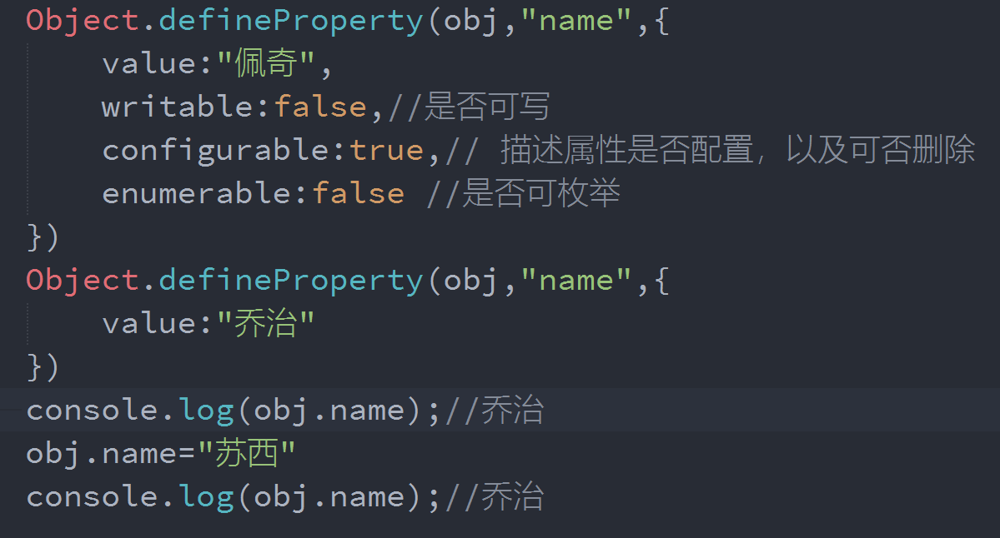 Object.defineProperty(obj,"name",{
    value:"佩奇",
    writable:false,//是否可写
    configurable:true,// 描述属性是否配置，以及可否删除
    enumerable:false //是否可枚举
})
Object.defineProperty(obj,"name",{
    value:"乔治"
})
console.log(obj.name);//乔治
obj.name="苏西"
console.log(obj.name);//乔治